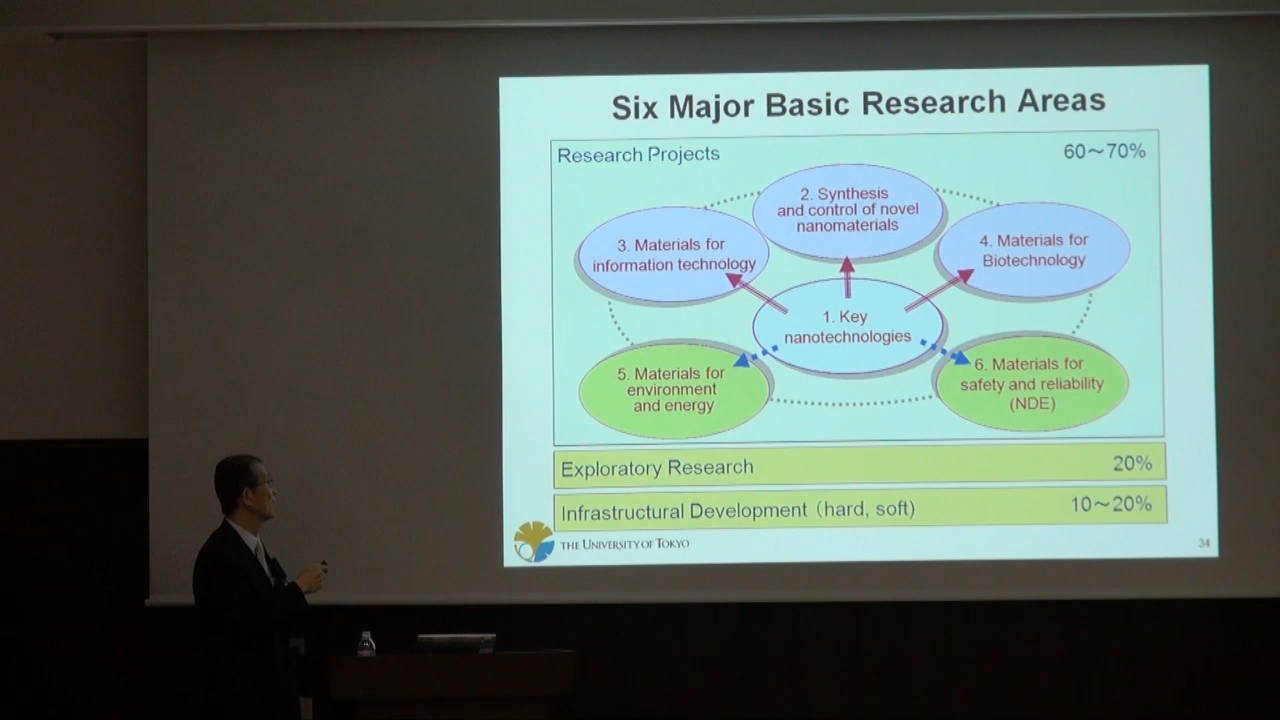 Six Major Basic Research Areas
Research Projects
60～70%
2. Synthesis
and control of novel
nanomaterials
3. Materials for
information technology
4. Materials for
Biotechnology
1. Key
nanotechnologies
5. Materials for
environment
and energy
6. Materials for
safety and reliability
(NDE)
Exploratory Research
20%
Infrastructural Development（hard, soft)
10～20%
THE UNIVERSITY OF TOKYO
34